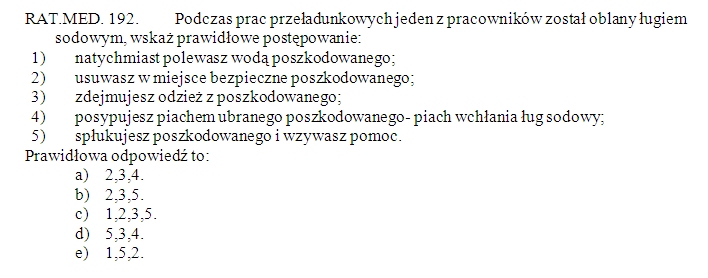 RAT.MED. 192. Podczas prac przeładunkowych jeden z pracowników został oblany ługiem
sodowym, wskaż prawidłowe postępowanie:
1) natychmiast polewasz wodą poszkodowanego;
2) usuwasz w miejsce bezpieczne poszkodowanego;
3) zdejmujesz odzież z poszkodowanego;
4) posypujesz piachem ubranego poszkodowanego- piach wchłania ług sodowy;
5) spłukujesz poszkodowanego i wzywasz pomoc.
Prawidłowa odpowiedź to:
a) 2,3,4.
b) 2,3,5.
c) 1,2,3,5.
d) 5,3,4.
e) 1,5,2.